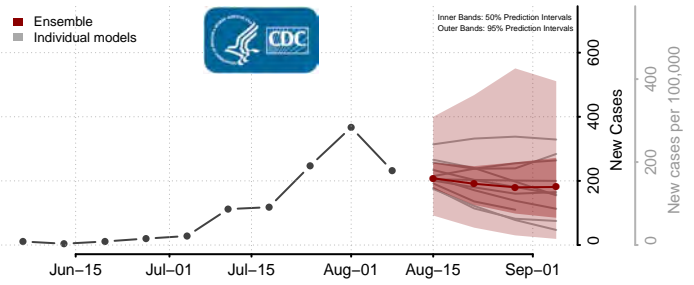 Ensemble
Individual models
CDC
Inner Bands: 50% Prediction Intervals
Outer Bands: 95% Prediction Intervals
600
400
200
0
New Cases
400
200
0
New cases per 100,000
Jun−15
Jul−01
Jul−15
Aug−01
Aug−15
Sep−01